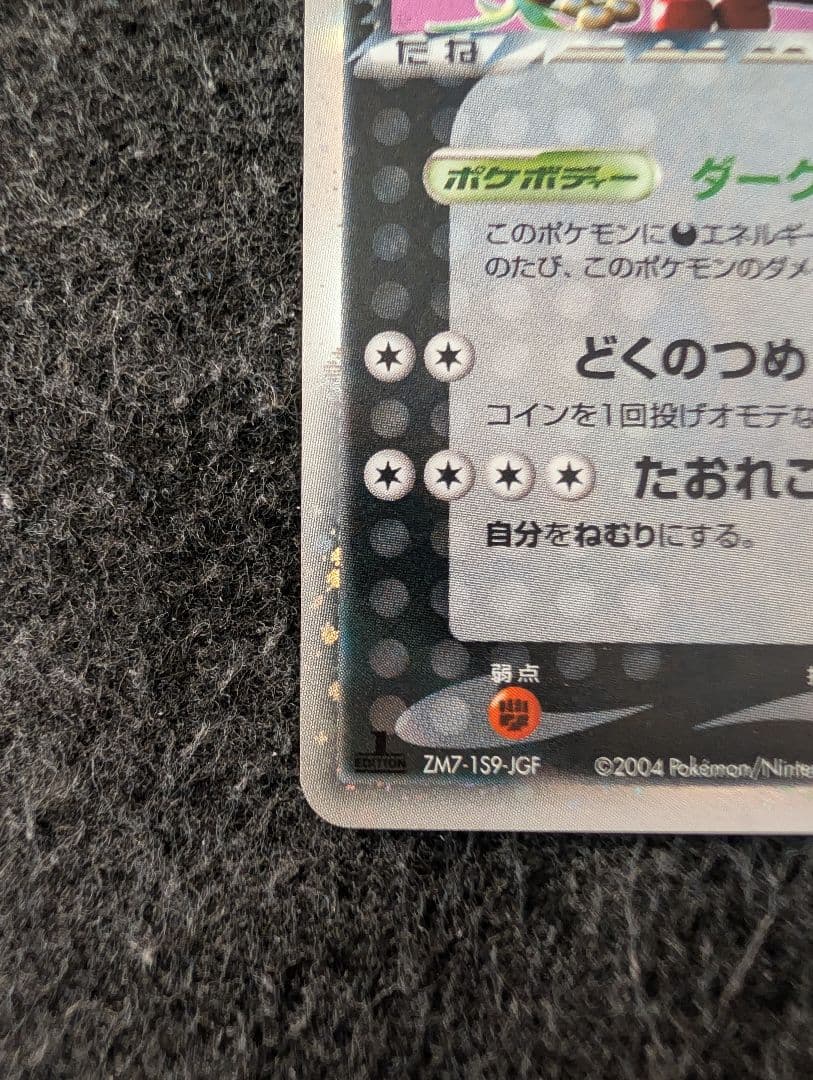 たね
ポケボディー ダーク
このポケモンにエネルギー
のたび、このポケモンのダメ
どくのつめ
コインを1回投げオモテな
たおれこ
自分をねむりにする。
弱点
1
EDITION ZM7-1S9-JGF ©2004 Pokémon/Ninte